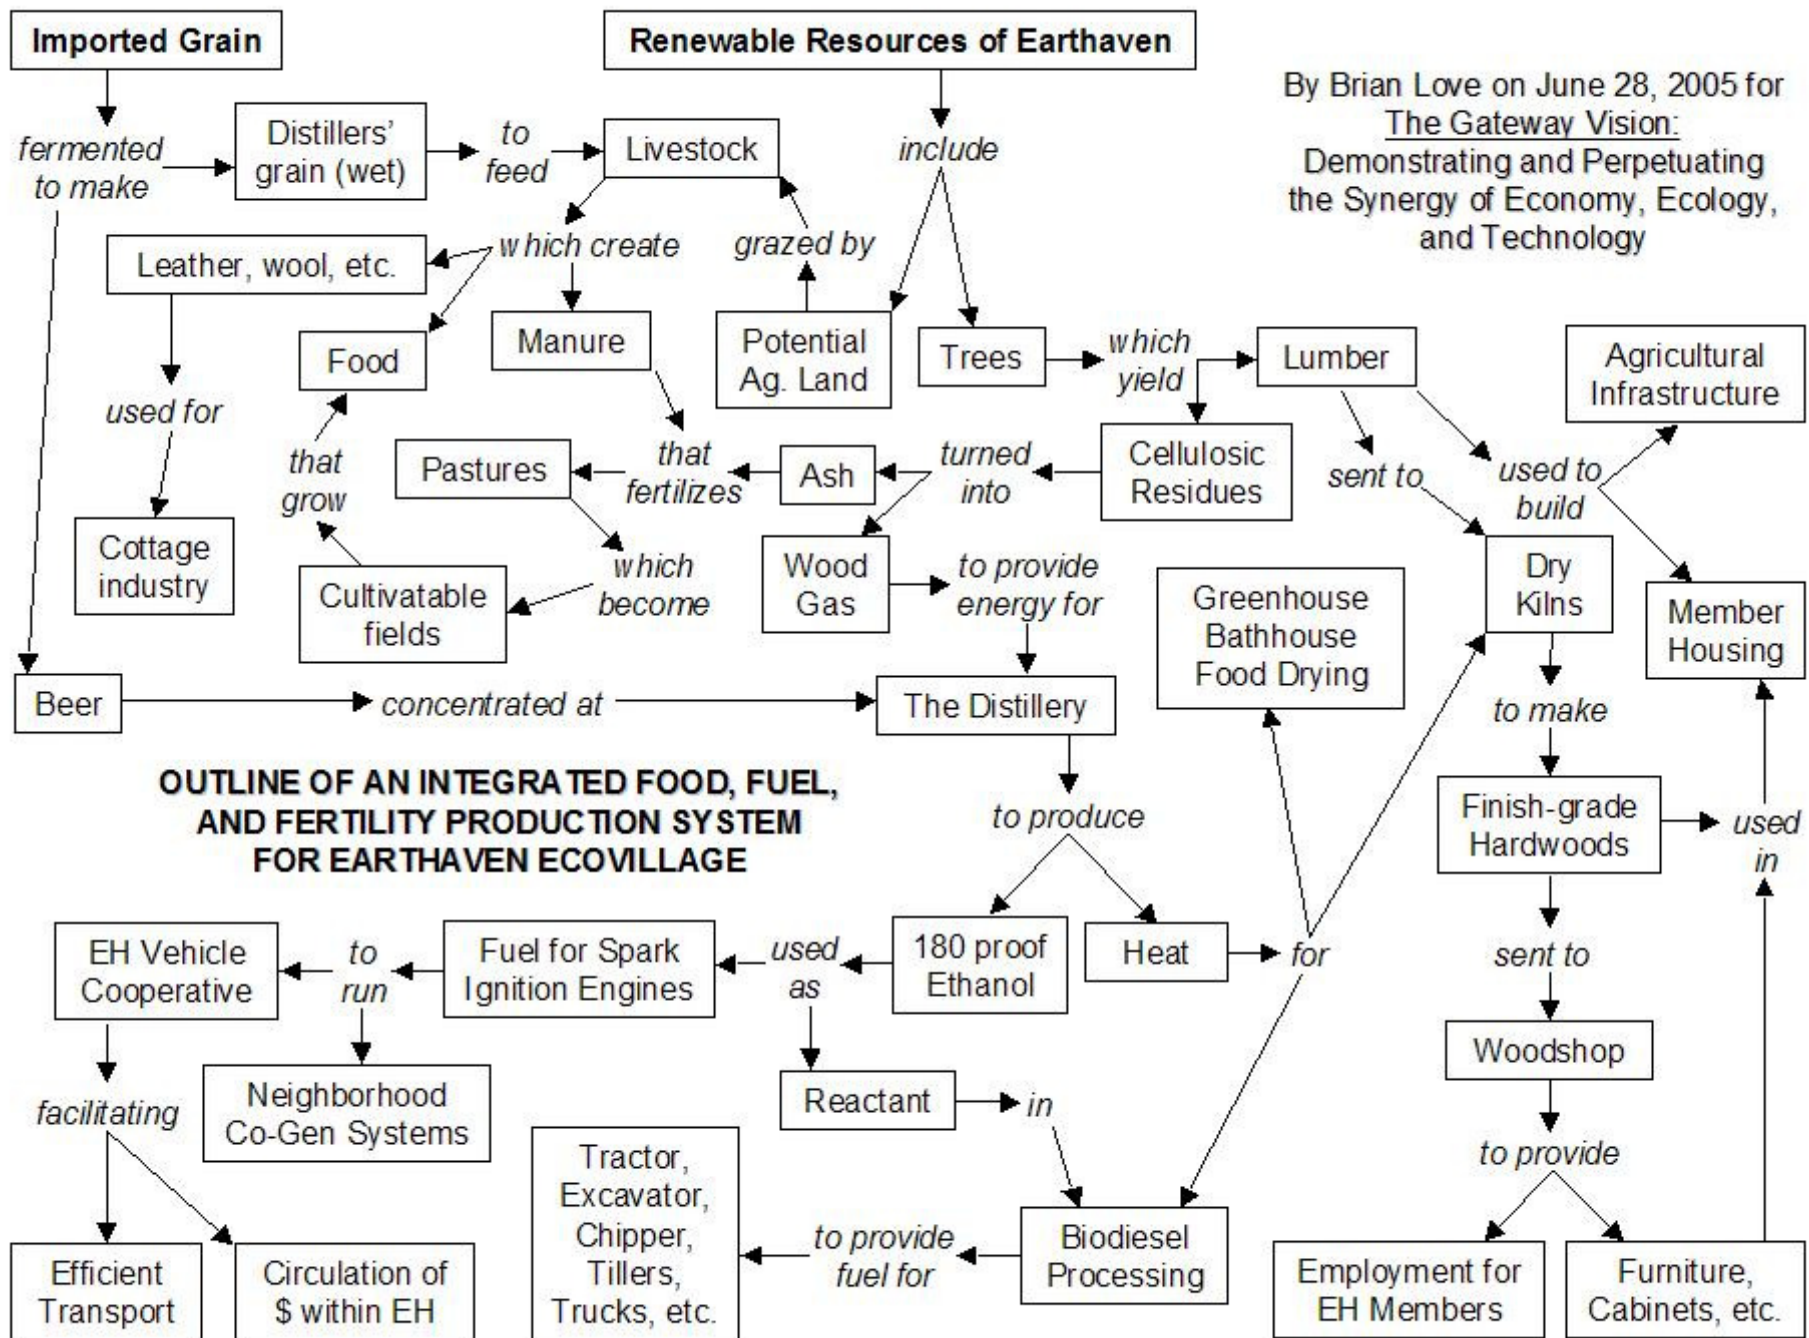 Imported Grain
Renewable Resources of Earthaven
By Brian Love on June 28, 2005 for
The Gateway Vision:
Demonstrating and Perpetuating
the Synergy of Economy, Ecology,
and Technology
fermented
to make
Distillers'
grain (wet)
to
feed
Livestock
include
Leather, wool, etc.
which create
grazed by
Food
Manure
Potential
Ag. Land
Trees
which
yield
Lumber
Agricultural
Infrastructure
used for
that
grow
Pastures
that
fertilizes
Ash
turned
into
Cellulosic
Residues
sent to
used to
build
Cottage
industry
Cultivatable
fields
which
become
Wood
Gas
to provide
energy for
Greenhouse
Bathhouse
Food Drying
Dry
Kilns
Member
Housing
Beer
concentrated at
The Distillery
to make
OUTLINE OF AN INTEGRATED FOOD, FUEL,
AND FERTILITY PRODUCTION SYSTEM
FOR EARTHAVEN ECOVILLAGE
to produce
Finish-grade
Hardwoods
used
in
EH Vehicle
Cooperative
to
run
Fuel for Spark
Ignition Engines
used
as
180 proof
Ethanol
Heat
for
sent to
Woodshop
facilitating
Neighborhood
Co-Gen Systems
Reactant
in
to provide
Tractor,
Excavator,
Chipper,
Tillers,
Trucks, etc.
to provide
fuel for
Biodiesel
Processing
Efficient
Transport
Circulation of
$ within EH
Employment for
EH Members
Furniture,
Cabinets, etc.